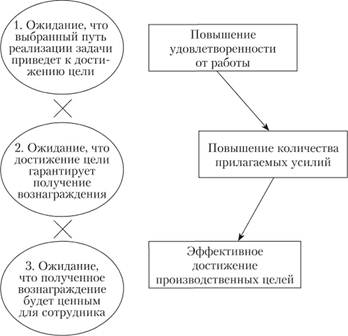 1. Ожидание, что
выбранный путь
реализации задачи
приведет к дости-
жению цели
2. Ожидание, что
достижение цели
гарантирует
получение
вознаграждения
3. Ожидание,
что полученное
вознаграждение
будет ценным
для сотрудника
Повышение
удовлетворенности
от работы
Повышение количества
прилагаемых усилий
Эффективное
достижение
производственных целей